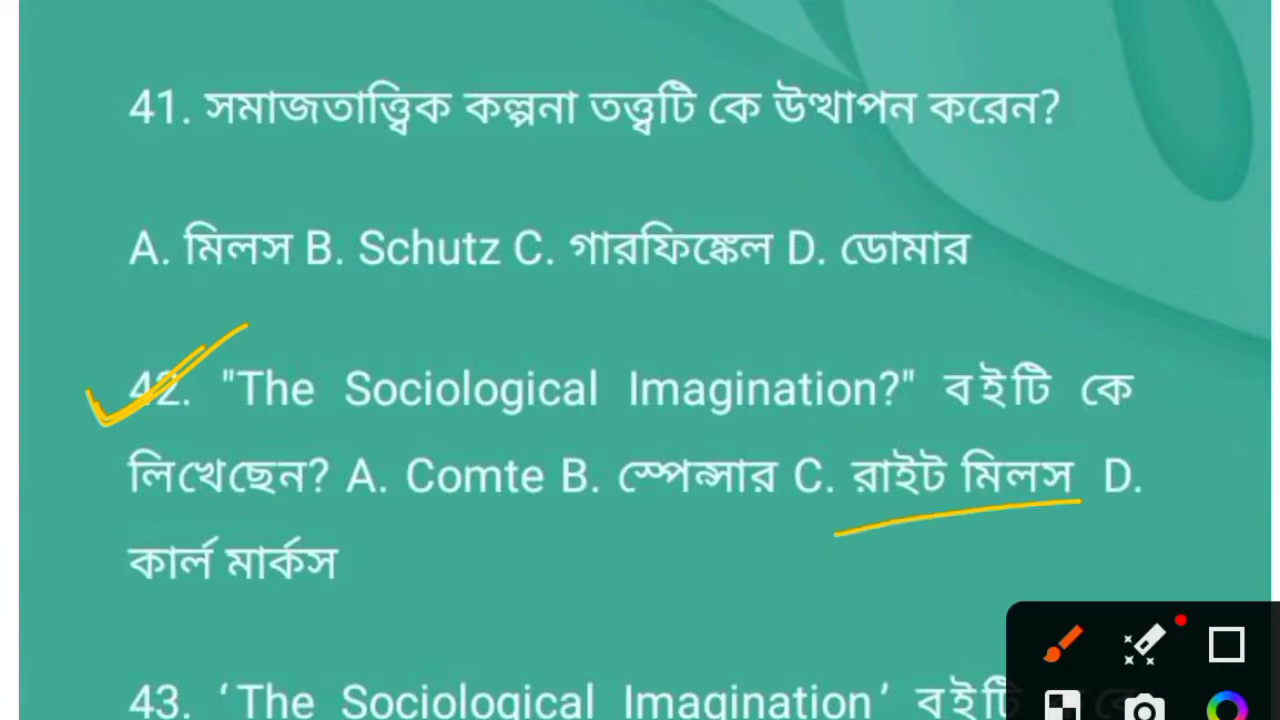 41. সমাজতাত্ত্বিক কল্পনা তত্ত্বটি কে উত্থাপন করেন?
A. মিলস B. Schutz C. গারফিঙ্কেল D. ডোমার
42. "The Sociological Imagination?" বইটি কে
লিখেছেন? A. Comte B. স্পেন্সার C. রাইট মিলস D.
কার্ল মার্কস
43. ‘The Sociological Imagination’ বইটি